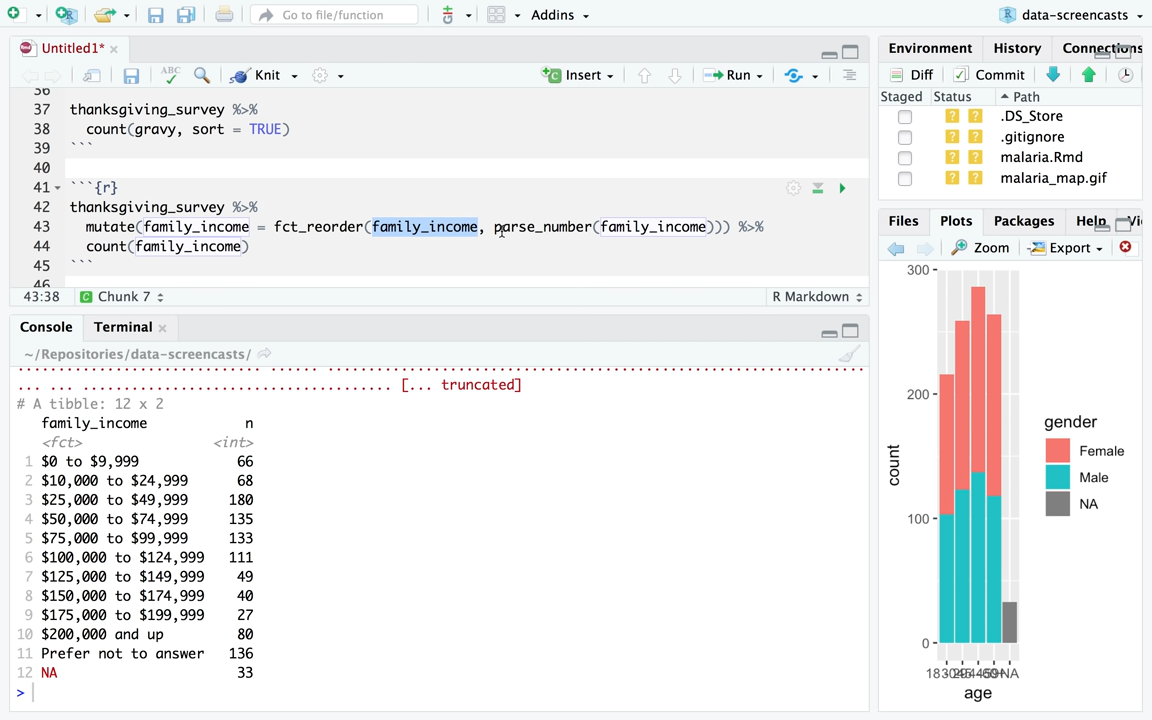 Go to file/function
Addins
data-screencasts
Untitled1*
Knit
Insert
Run
36
37 thanksgiving_survey %>%
38 count(gravy, sort = TRUE)
39 ```
40
41 ```{r}
42 thanksgiving_survey %>%
43 mutate(family_income = fct_reorder(family_income, parse_number(family_income))) %>%
44 count(family_income)
45 ```
46
43:38 Chunk 7 R Markdown
Console Terminal
~/Repositories/data-screencasts/
... ... ...................................... [... truncated]
# A tibble: 12 x 2
family_income n
<fct> <int>
1 $0 to $9,999 66
2 $10,000 to $24,999 68
3 $25,000 to $49,999 180
4 $50,000 to $74,999 135
5 $75,000 to $99,999 133
6 $100,000 to $124,999 111
7 $125,000 to $149,999 49
8 $150,000 to $174,999 40
9 $175,000 to $199,999 27
10 $200,000 and up 80
11 Prefer not to answer 136
12 NA 33
>
Environment History Connections
Diff Commit
Staged Status Path
.DS_Store
.gitignore
malaria.Rmd
malaria_map.gif
Files Plots Packages Help
Zoom Export
300
200
100
0
count
age
gender
Female
Male
NA